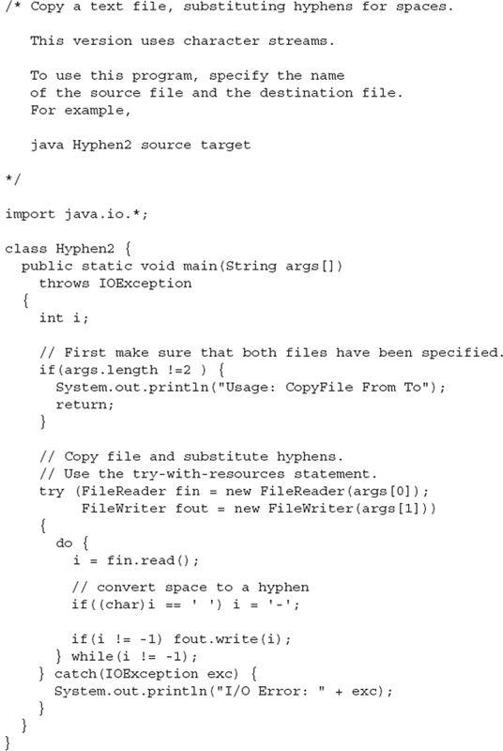 /* Copy a text file, substituting hyphens for spaces.
This version uses character streams.
To use this program, specify the name
of the source file and the destination file.
For example,
java Hyphen2 source target
*/
import java.io.*;
class Hyphen2 {
public static void main(String args[])
throws IOException
{
int i;
// First make sure that both files have been specified.
if(args.length !=2 ) {
System.out.println("Usage: CopyFile From To");
return;
}
// Copy file and substitute hyphens.
// Use the try-with-resources statement.
try (FileReader fin = new FileReader(args[0]);
FileWriter fout = new FileWriter(args[1]))
{
do {
i = fin.read();
// convert space to a hyphen
if((char)i == ' ') i = '-';
if(i != -1) fout.write(i);
} while(i != -1);
} catch(IOException exc) {
System.out.println("I/O Error: " + exc);
}
}
}